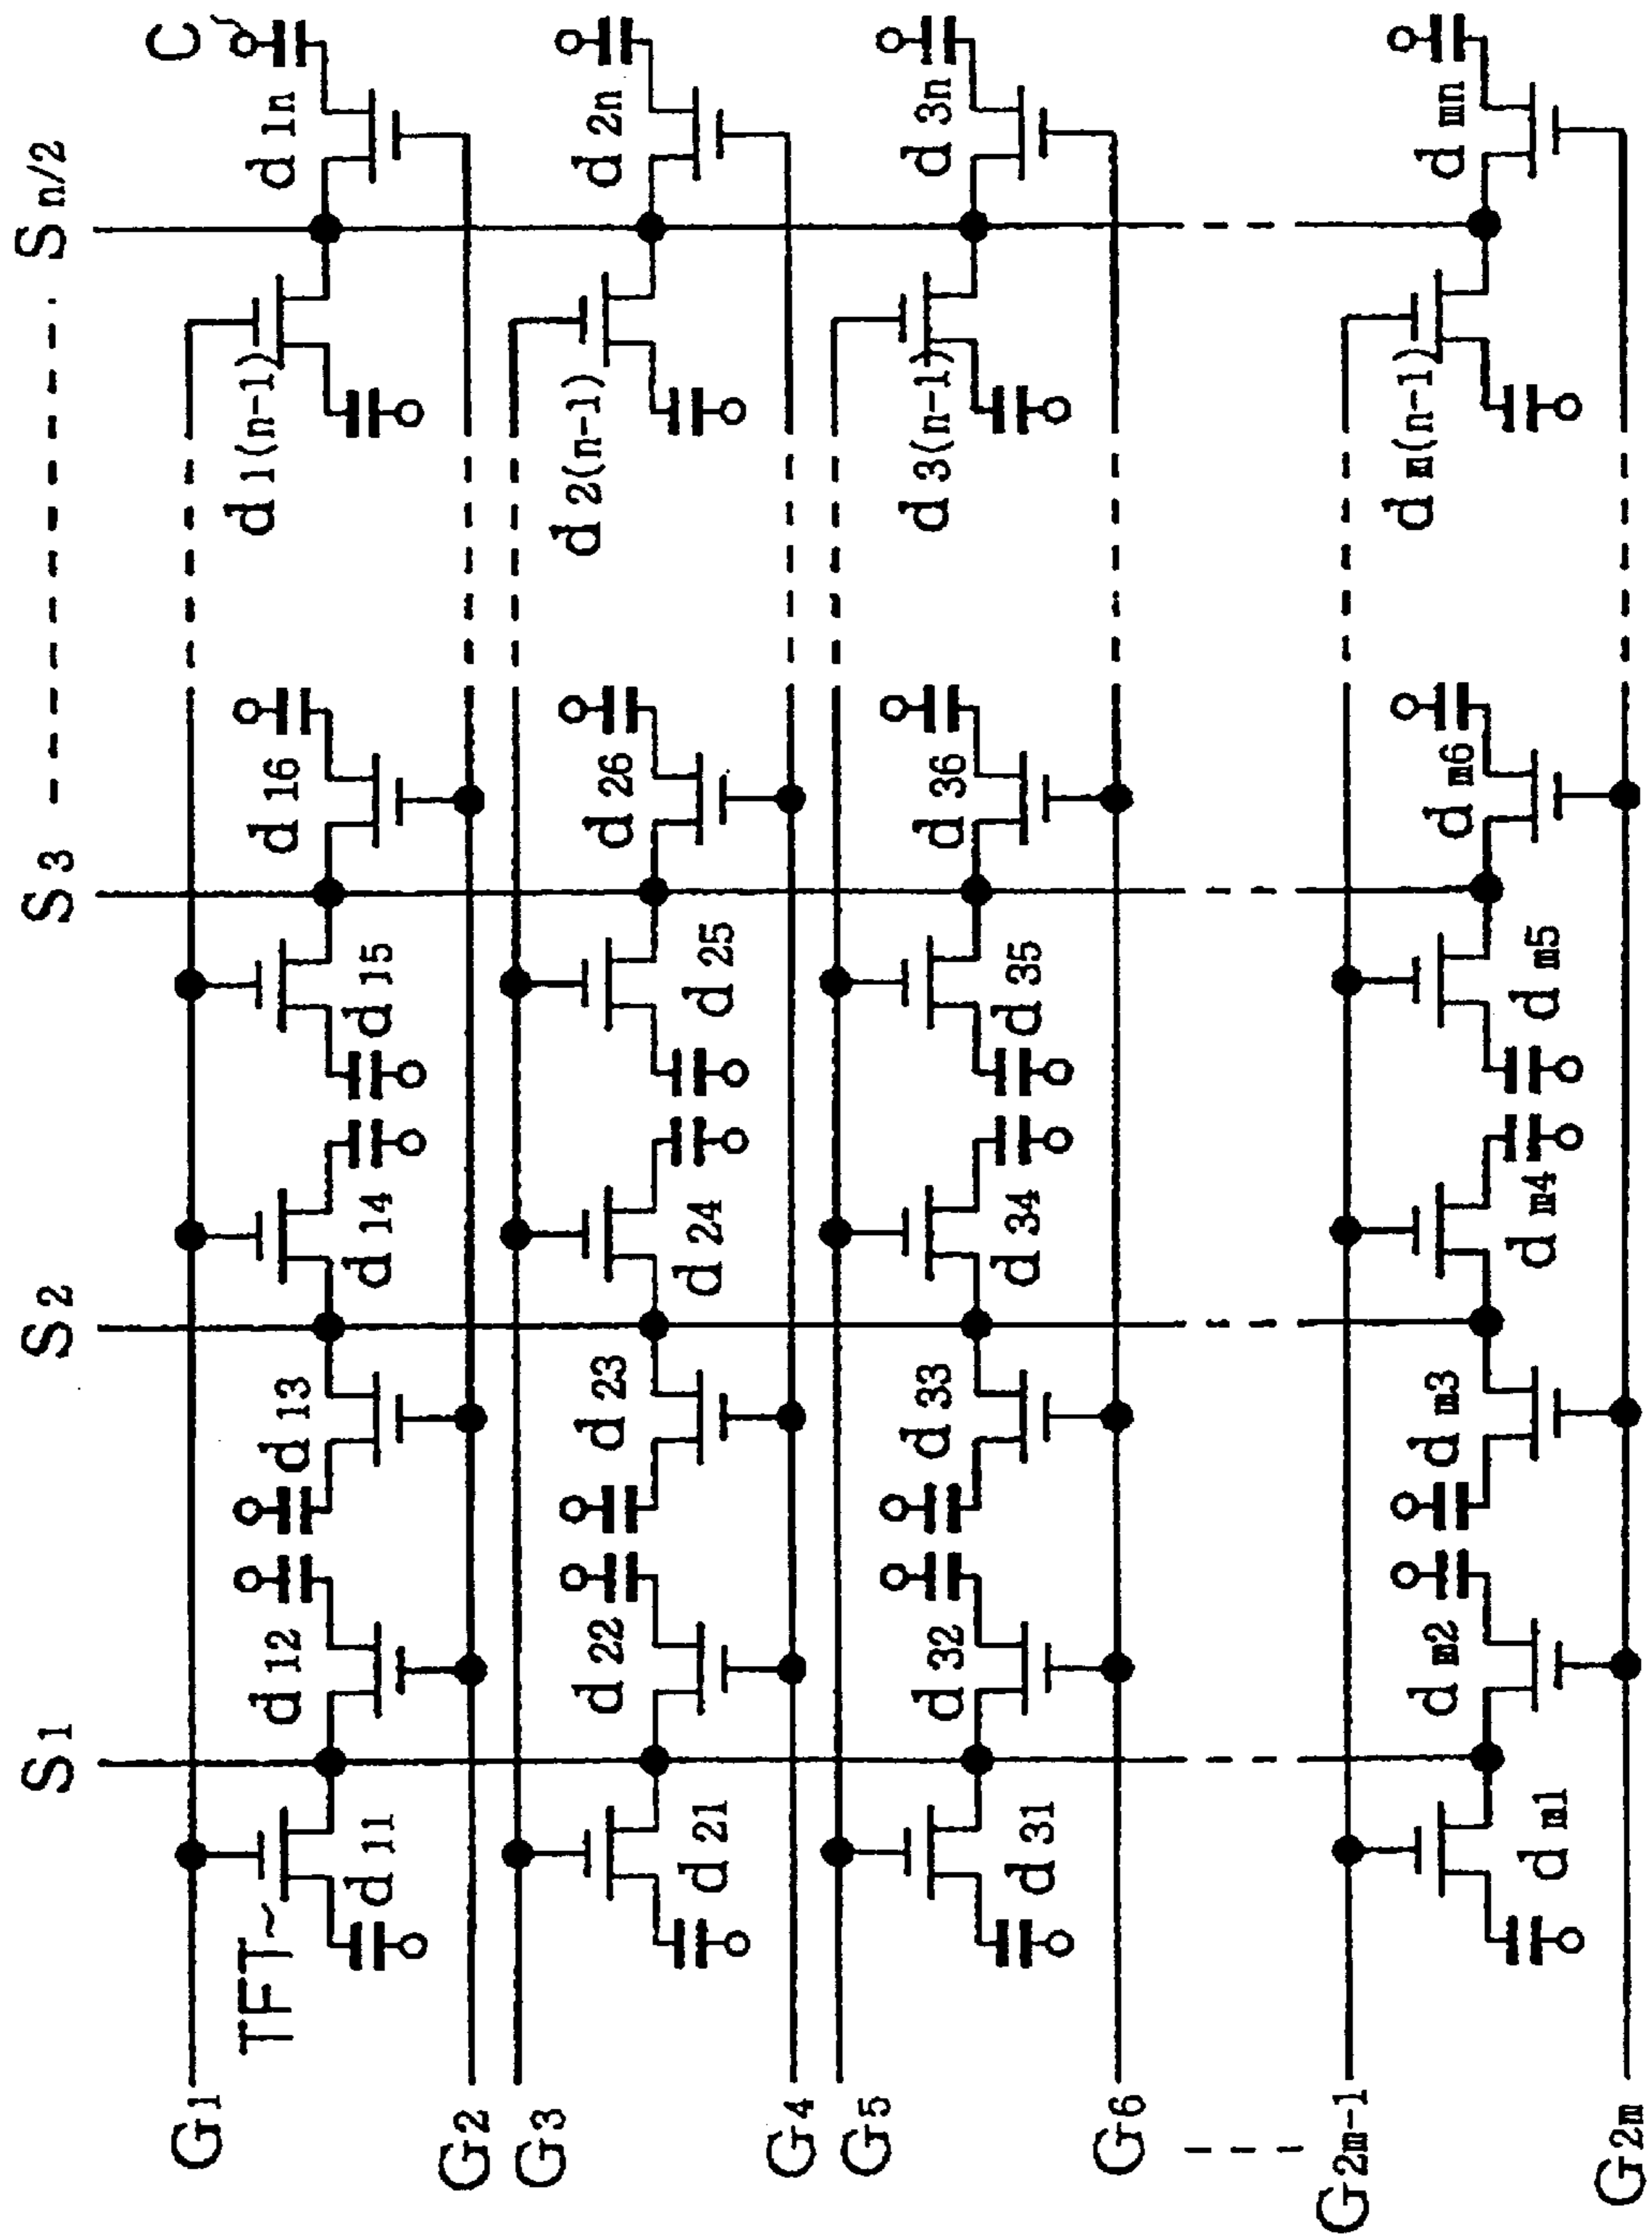 S1 S2 S3 Sn/2
G1
TFT
C
d11 d12 d13 d14 d15 d16 d1(n-1) d1n
G2
G3
d21 d22 d23 d24 d25 d26 d2(n-1) d2n
G4
G5
d31 d32 d33 d34 d35 d36 d3(n-1) d3n
G6
G2m-1
dm1 dm2 dm3 dm4 dm5 dm6 dm(n-1) dmn
G2m